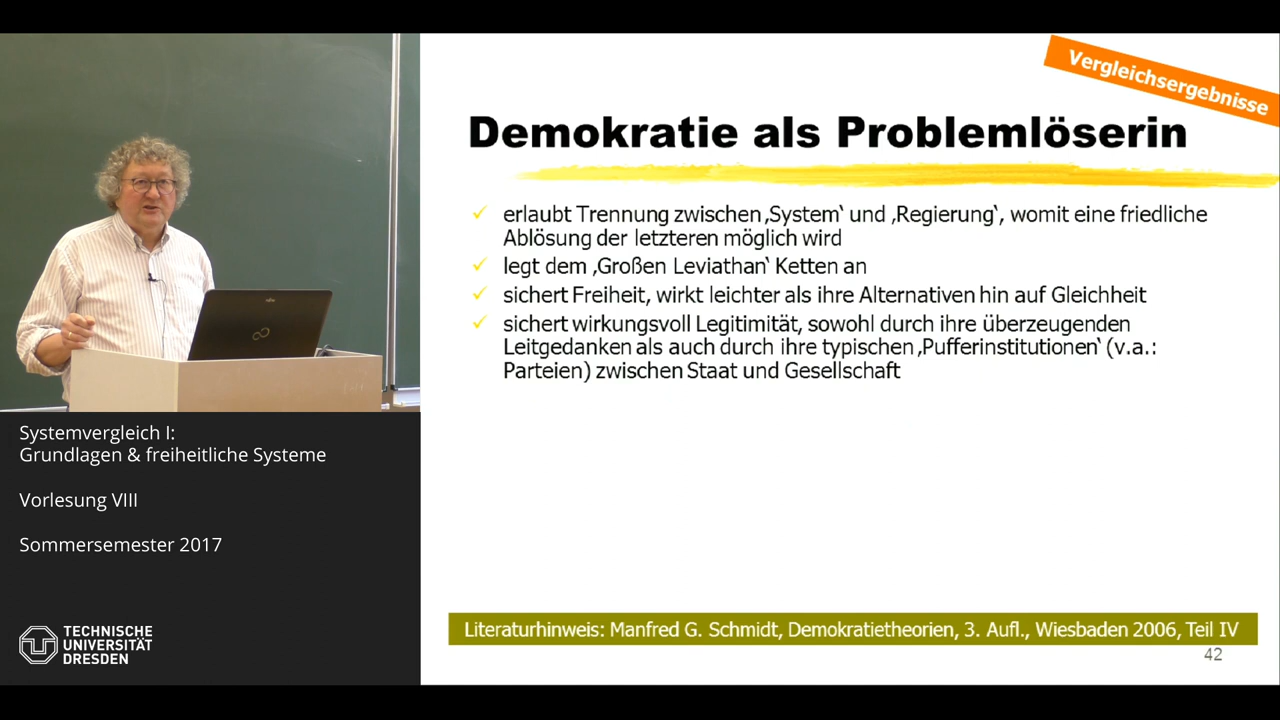 Vergleichsergebnisse
Demokratie als Problemlöserin
erlaubt Trennung zwischen ‚System‘ und ‚Regierung‘, womit eine friedliche
Ablösung der letzteren möglich wird
legt dem ‚Großen Leviathan‘ Ketten an
sichert Freiheit, wirkt leichter als ihre Alternativen hin auf Gleichheit
sichert wirkungsvoll Legitimität, sowohl durch ihre überzeugenden
Leitgedanken als auch durch ihre typischen ‚Pufferinstitutionen‘ (v.a.:
Parteien) zwischen Staat und Gesellschaft
Literaturhinweis: Manfred G. Schmidt, Demokratietheorien, 3. Aufl., Wiesbaden 2006, Teil IV
42
Systemvergleich I:
Grundlagen & freiheitliche Systeme
Vorlesung VIII
Sommersemester 2017
TECHNISCHE
UNIVERSITÄT
DRESDEN